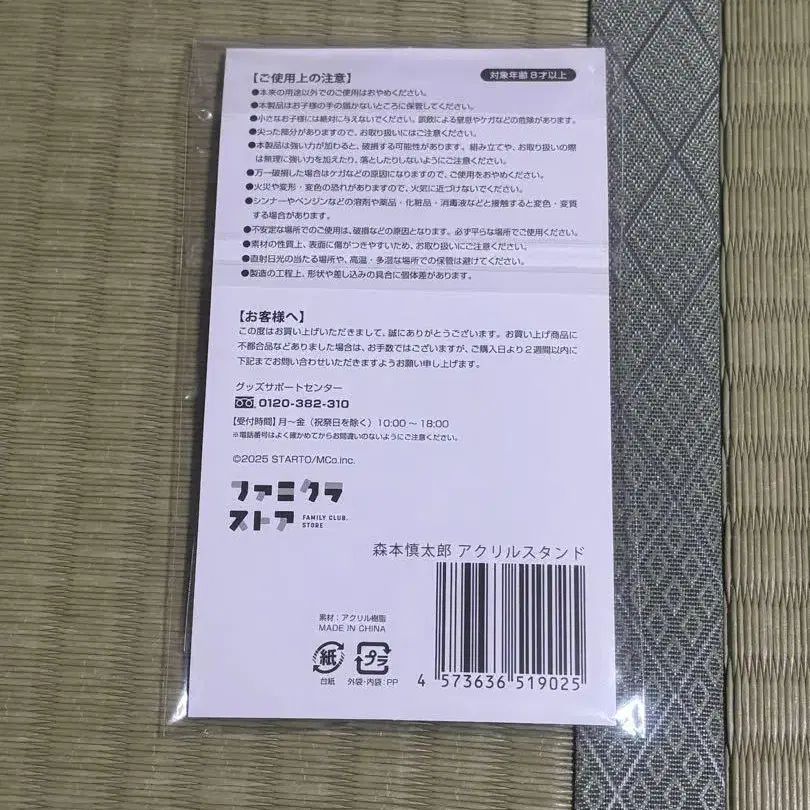 【ご使用上の注意】
対象年齢8才以上
●本来の用途以外でのご使用はおやめください。
●本製品はお子様の手の届かないところに保管してください。
●小さなお子様には絶対に与えないでください。誤飲による窒息やケガなどの危険があります。
●尖った部分がありますので、お取り扱いにはご注意ください。
●本製品は強い力が加わると、破損する可能性があります。組み立てや、お取り扱いの際
は無理に強い力を加えたり、落としたりしないようにご注意ください。
●万一破損した場合はケガなどの原因になりますので、ご使用をおやめください。
●火災や変形・変色の恐れがありますので、火気に近づけないでください。
●シンナーやベンジンなどの溶剤や薬品・化粧品・消毒液などと接触すると変色・変質
する場合があります。
●不安定な場所でのご使用は、破損などの原因となります。必ず平らな場所でご使用ください。
●素材の性質上、表面に傷がつきやすいため、お取り扱いにご注意ください。
●直射日光の当たる場所や、高温・多湿な場所での保管は避けてください。
●製造の工程上、形状や差し込みの具合に個体差があります。
【お客様へ】
この度はお買い上げいただきまして、誠にありがとうございます。お買い上げ商品に
不都合品などありました場合は、お手数ではございますが、ご購入日より2週間以内に
下記までお問い合わせいただきますようお願い申し上げます。
グッズサポートセンター
0120-382-310
【受付時間】月〜金（祝祭日を除く）10:00〜18:00
※電話番号はよく確かめてからお間違いのないようにご注意ください。
©2025 STARTO/MCo.inc.
ファミクラ
ストア FAMILY CLUB. STORE
森本慎太郎 アクリルスタンド
素材：アクリル樹脂
MADE IN CHINA
紙 プラ
台紙 外袋・内袋：PP
4 573636 519025